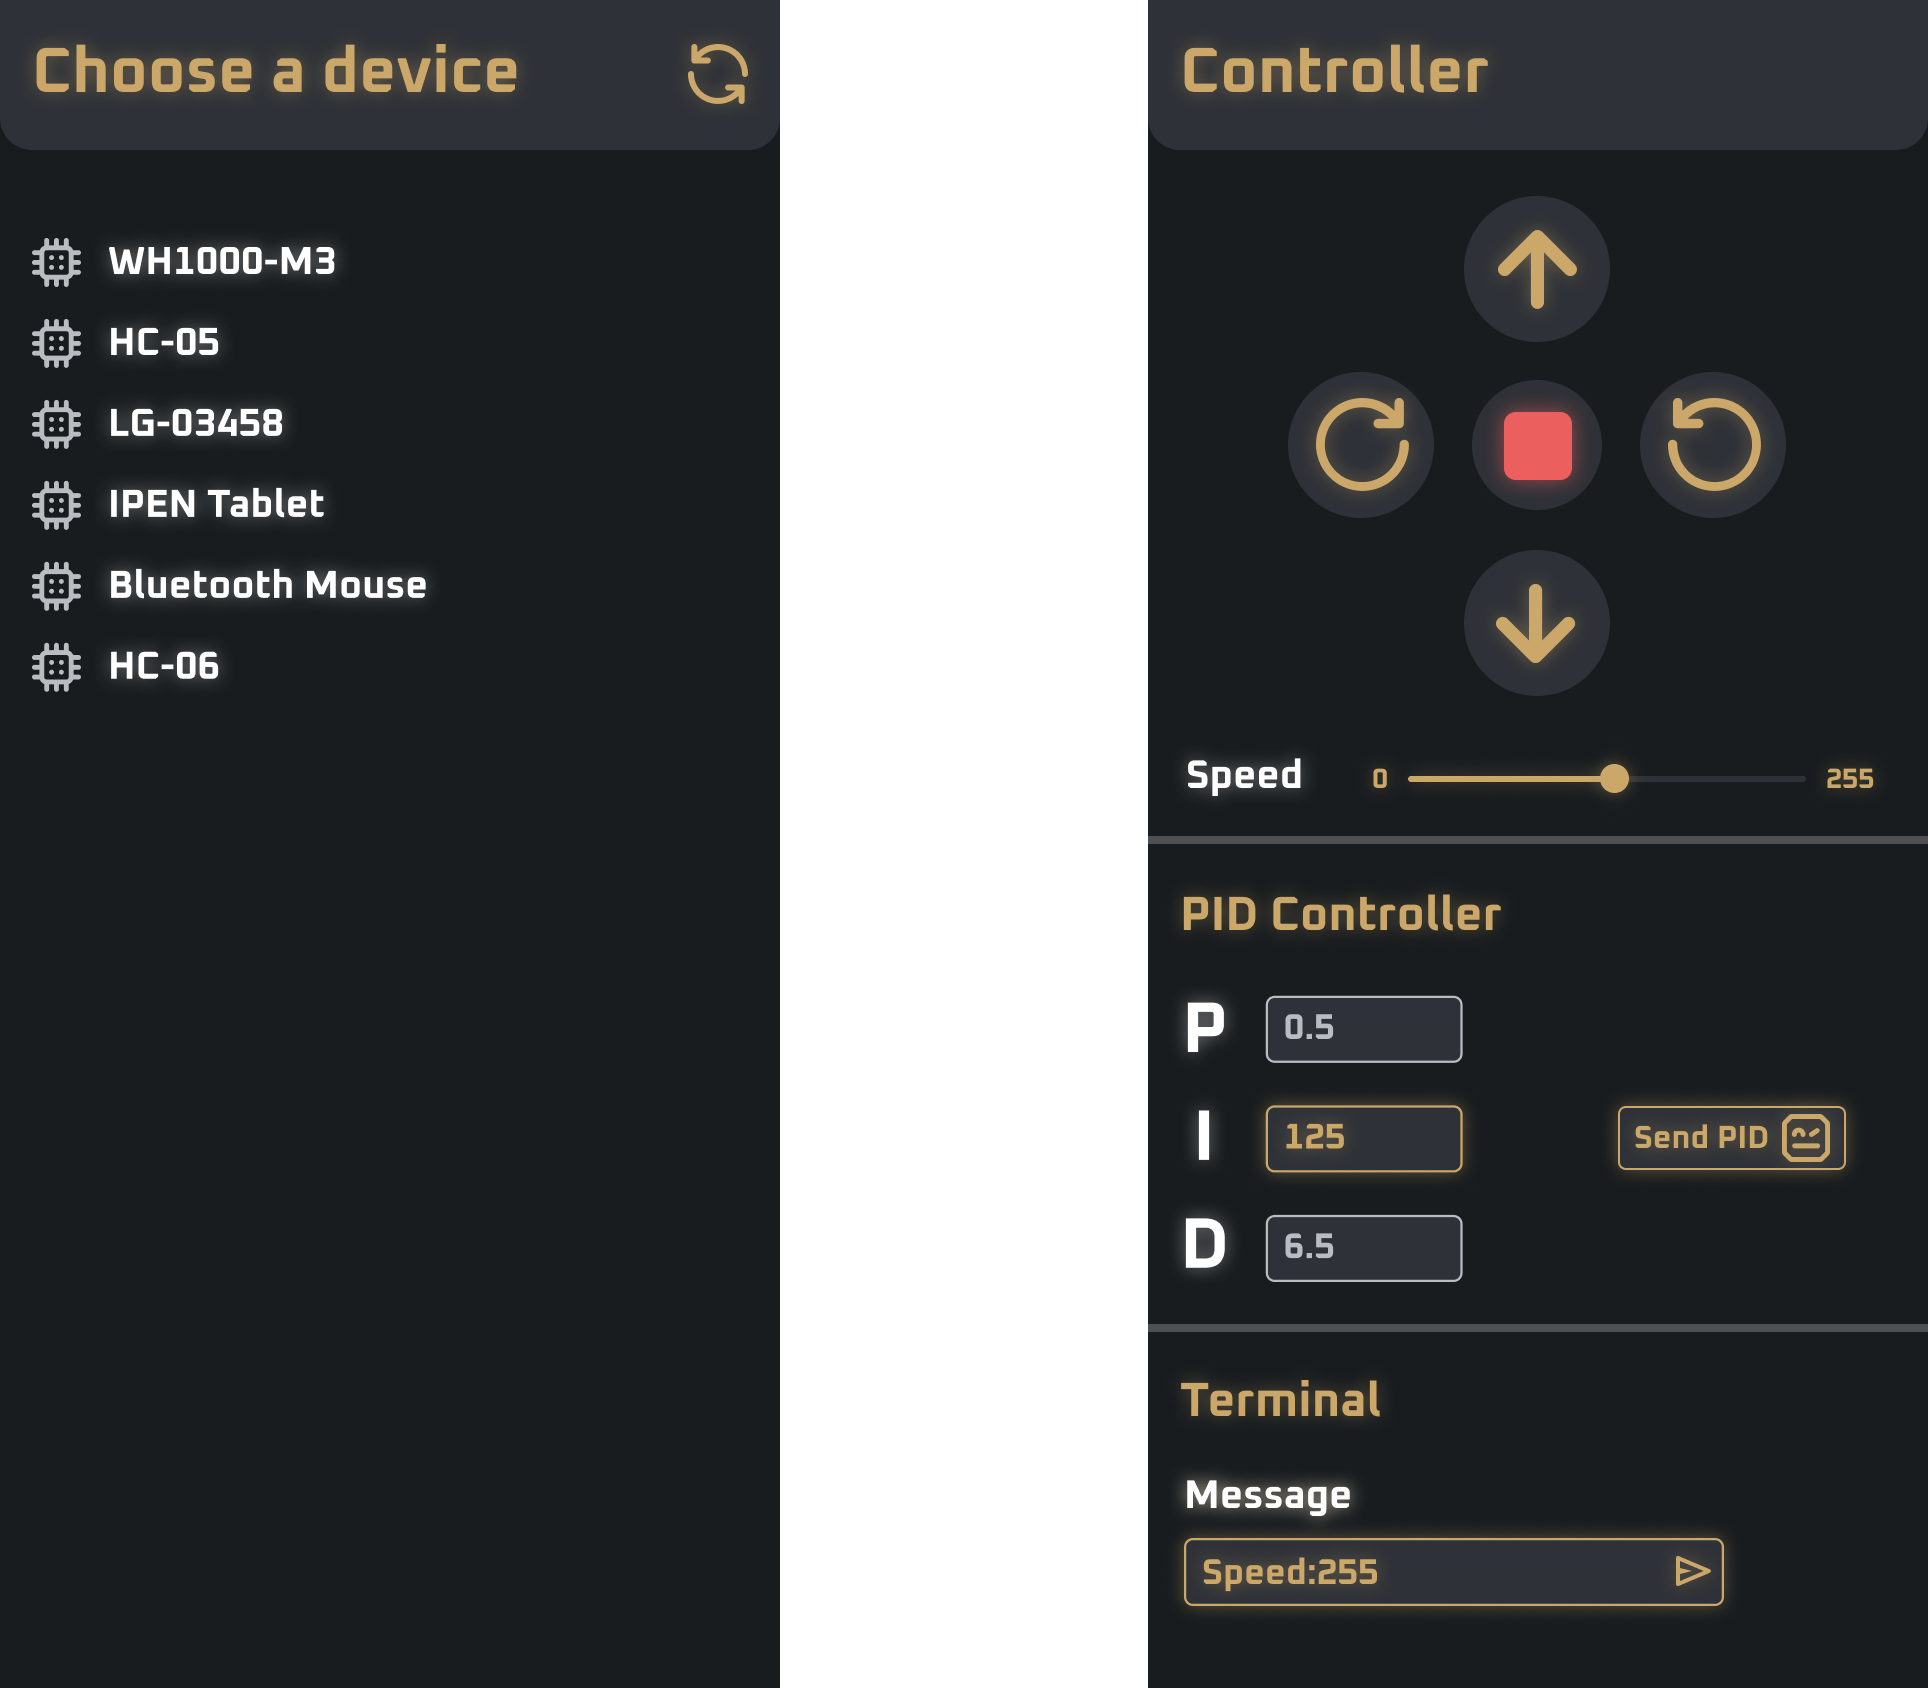 Choose a device
WH1000-M3
HC-05
LG-03458
IPEN Tablet
Bluetooth Mouse
HC-06
Controller
Speed 0 255
PID Controller
P 0.5
I 125 Send PID
D 6.5
Terminal
Message
Speed:255